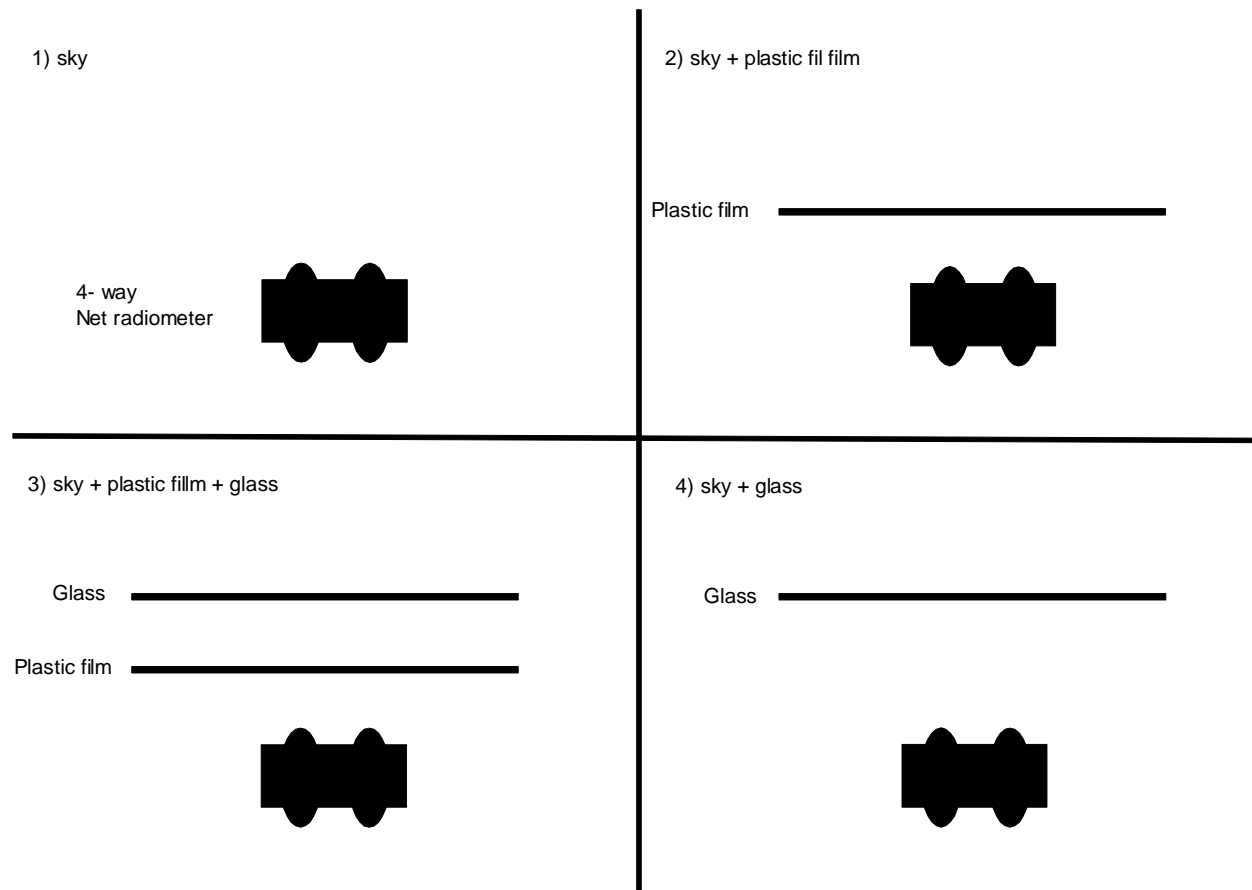 1) sky
4- way
Net radiometer
2) sky + plastic fil film
Plastic film
3) sky + plastic fillm + glass
Glass
Plastic film
4) sky + glass
Glass